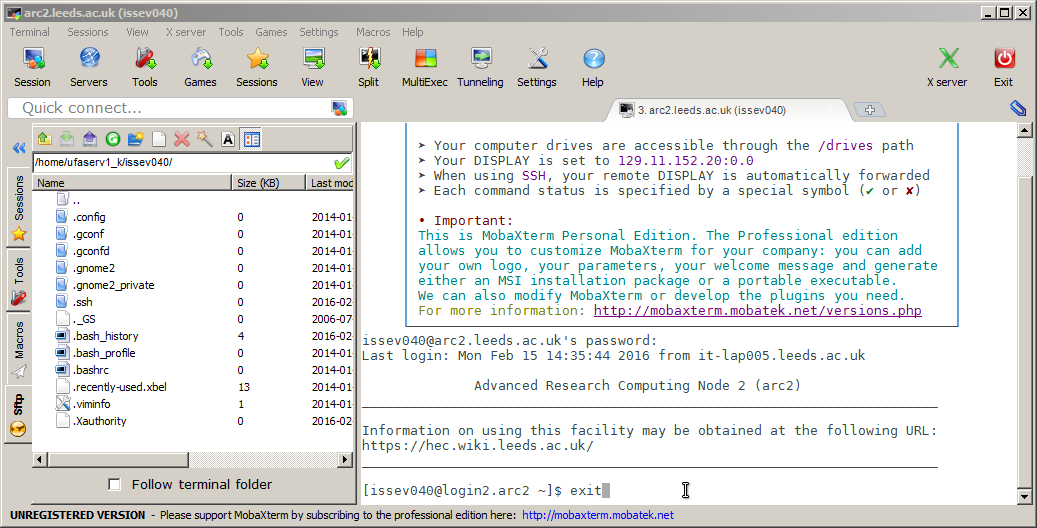 arc2.leeds.ac.uk (issev040)
Terminal Sessions View X server Tools Games Settings Macros Help
Session Servers Tools Games Sessions View Split MultiExec Tunneling Settings Help X server Exit
Quick connect...
3. arc2.leeds.ac.uk (issev040)
Sessions
Tools
Macros
Sftp
/home/ufaserv1_k/issev040/
Name Size (KB) Last mod
..
.config 0 2014-01-
.gconf 0 2014-01-
.gconfd 0 2014-01-
.gnome2 0 2014-01-
.gnome2_private 0 2014-01-
.ssh 0 2016-02-
._GS 0 2006-07-
.bash_history 4 2016-02-
.bash_profile 0 2014-01-
.bashrc 0 2014-01-
.recently-used.xbel 13 2014-01-
.viminfo 1 2014-01-
.Xauthority 0 2016-02-
Follow terminal folder
➤ Your computer drives are accessible through the /drives path
➤ Your DISPLAY is set to 129.11.152.20:0.0
➤ When using SSH, your remote DISPLAY is automatically forwarded
➤ Each command status is specified by a special symbol (✔ or ✘)
• Important:
This is MobaXterm Personal Edition. The Professional edition
allows you to customize MobaXterm for your company: you can add
your own logo, your parameters, your welcome message and generate
either an MSI installation package or a portable executable.
We can also modify MobaXterm or develop the plugins you need.
For more information: http://mobaxterm.mobatek.net/versions.php
issev040@arc2.leeds.ac.uk's password:
Last login: Mon Feb 15 14:35:44 2016 from it-lap005.leeds.ac.uk
Advanced Research Computing Node 2 (arc2)
Information on using this facility may be obtained at the following URL:
https://hec.wiki.leeds.ac.uk/
[issev040@login2.arc2 ~]$ exit
UNREGISTERED VERSION - Please support MobaXterm by subscribing to the professional edition here: http://mobaxterm.mobatek.net